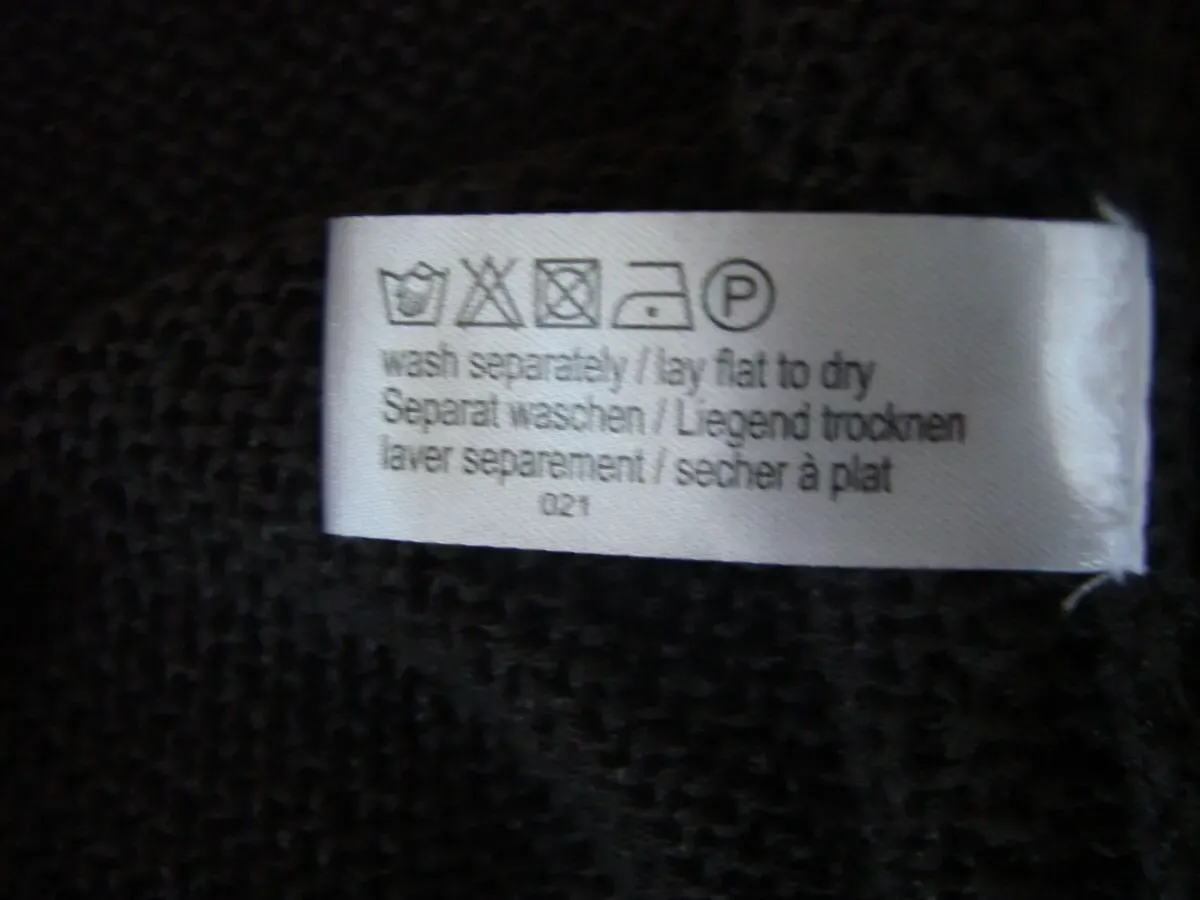 P
wash separately / lay flat to dry
Separat waschen / Liegend trocknen
laver separement / secher à plat
021